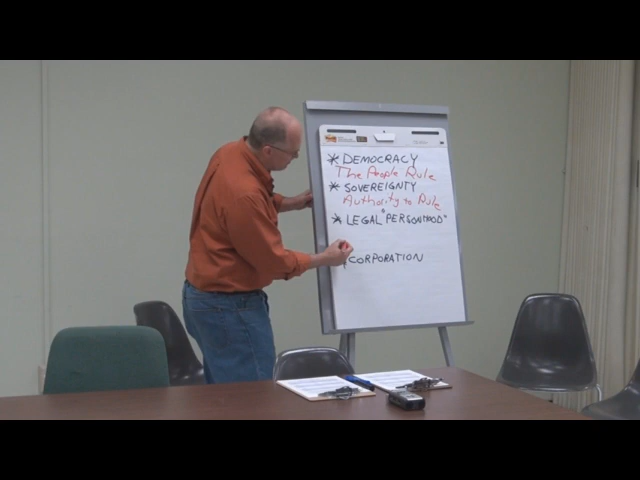 * DEMOCRACY
The People Rule
* SOVEREIGNTY
Authority to Rule
* LEGAL "PERSONHOOD"
CORPORATION